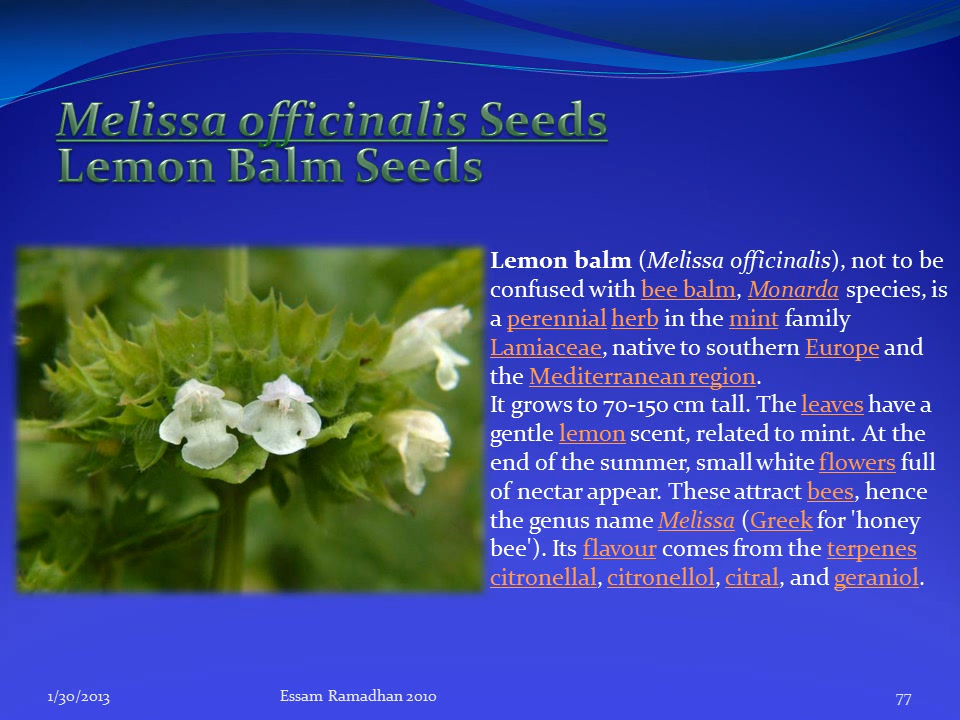 Melissa officinalis Seeds
Lemon Balm Seeds
Lemon balm (Melissa officinalis), not to be
confused with bee balm, Monarda species, is
a perennial herb in the mint family
Lamiaceae, native to southern Europe and
the Mediterranean region.
It grows to 70-150 cm tall. The leaves have a
gentle lemon scent, related to mint. At the
end of the summer, small white flowers full
of nectar appear. These attract bees, hence
the genus name Melissa (Greek for 'honey
bee'). Its flavour comes from the terpenes
citronellal, citronellol, citral, and geraniol.
1/30/2013
Essam Ramadhan 2010
77